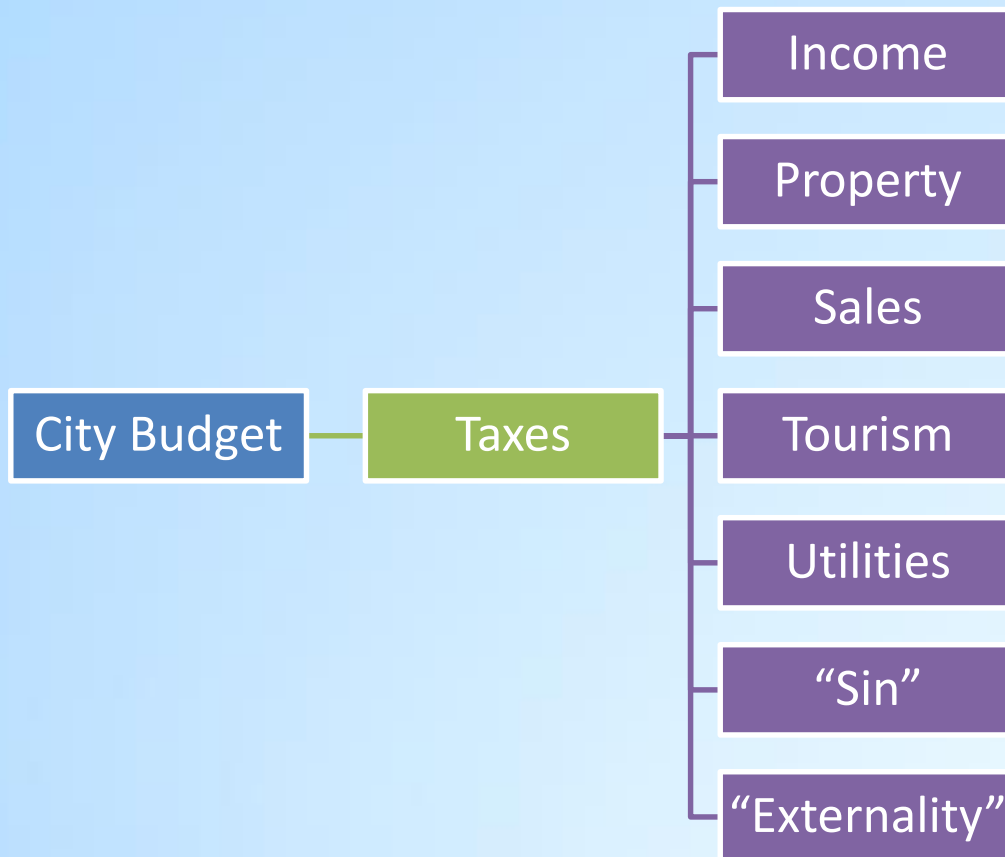 City Budget
Taxes
Income
Property
Sales
Tourism
Utilities
“Sin”
“Externality”